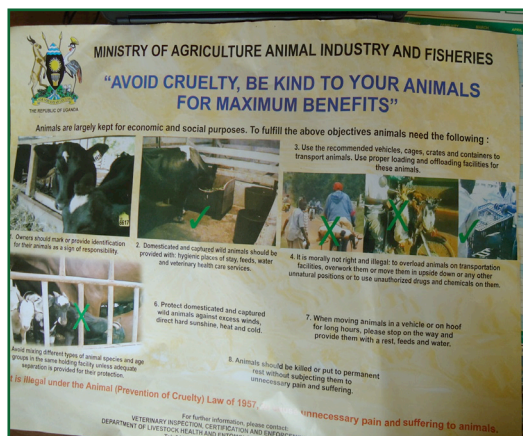 MINISTRY OF AGRICULTURE ANIMAL INDUSTRY AND FISHERIES
THE REPUBLIC OF UGANDA
"AVOID CRUELTY, BE KIND TO YOUR ANIMALS
FOR MAXIMUM BENEFITS"
Animals are largely kept for economic and social purposes. To fulfill the above objectives animals need the following :
3. Use the recommended vehicles, cages, crates and containers to
transport animals. Use proper loading and offloading facilities for
these animals.
1. Owners should mark or provide identification
for their animals as a sign of responsibility.
2. Domesticated and captured wild animals should be
provided with: hygienic places of stay, feeds, water
and veterinary health care services.
4. It is morally not right and illegal: to overload animals on transportation
facilities, overwork them or move them in upside down or any other
unnatural positions or to use unauthorized drugs and chemicals on them.
Avoid mixing different types of animal species and age
groups in the same holding facility unless adequate
separation is provided for their protection.
6. Protect domesticated and captured
wild animals against excess winds,
direct hard sunshine, heat and cold.
7. When moving animals in a vehicle or on hoof
for long hours, please stop on the way and
provide them with a rest, feeds and water.
8. Animals should be killed or put to permanent
rest without subjecting them to
unnecessary pain and suffering.
is illegal under the Animal (Prevention of Cruelty) Law of 1957,
unnecessary pain and suffering to animals.
For further information, please contact:
VETERINARY INSPECTION, CERTIFICATION AND
DEPARTMENT OF LIVESTOCK HEALTH AND